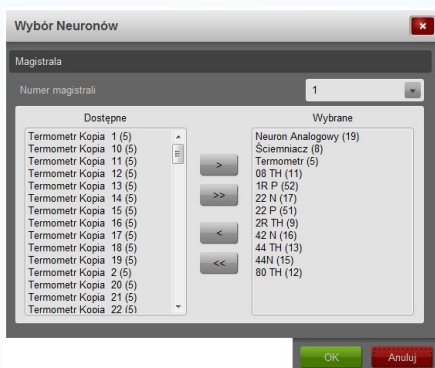 Wybór Neuronów
Magistrala
Numer magistrali
1
Dostępne
Termometr Kopia 1 (5)
Termometr Kopia 10 (5)
Termometr Kopia 11 (5)
Termometr Kopia 12 (5)
Termometr Kopia 13 (5)
Termometr Kopia 14 (5)
Termometr Kopia 15 (5)
Termometr Kopia 16 (5)
Termometr Kopia 17 (5)
Termometr Kopia 18 (5)
Termometr Kopia 19 (5)
Termometr Kopia 2 (5)
Termometr Kopia 20 (5)
Termometr Kopia 21 (5)
Termometr Kopia 22 (5)
>
>>
<
<<
Wybrane
Neuron Analogowy (19)
Ściemniacz (8)
Termometr (5)
08 TH (11)
1R P (52)
22 N (17)
22 P (51)
2R TH (9)
42 N (16)
44 TH (13)
44N (15)
80 TH (12)
OK
Anuluj